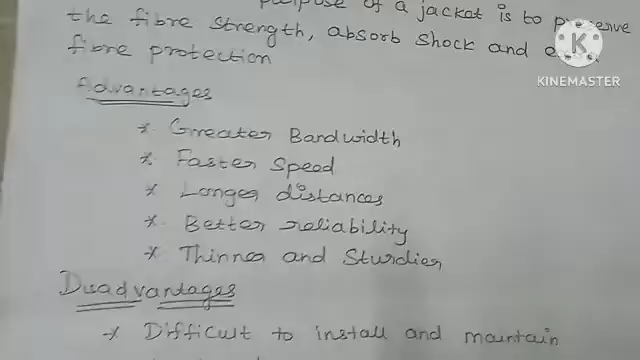 purpose of a jacket is to preserve
the fibre strength, absorb shock and
fibre protection
Advantages
* Greater Bandwidth
* Faster Speed
* Longer distances
* Better reliability
* Thinner and Sturdier
Disadvantages
* Difficult to install and maintain
K
KINEMASTER